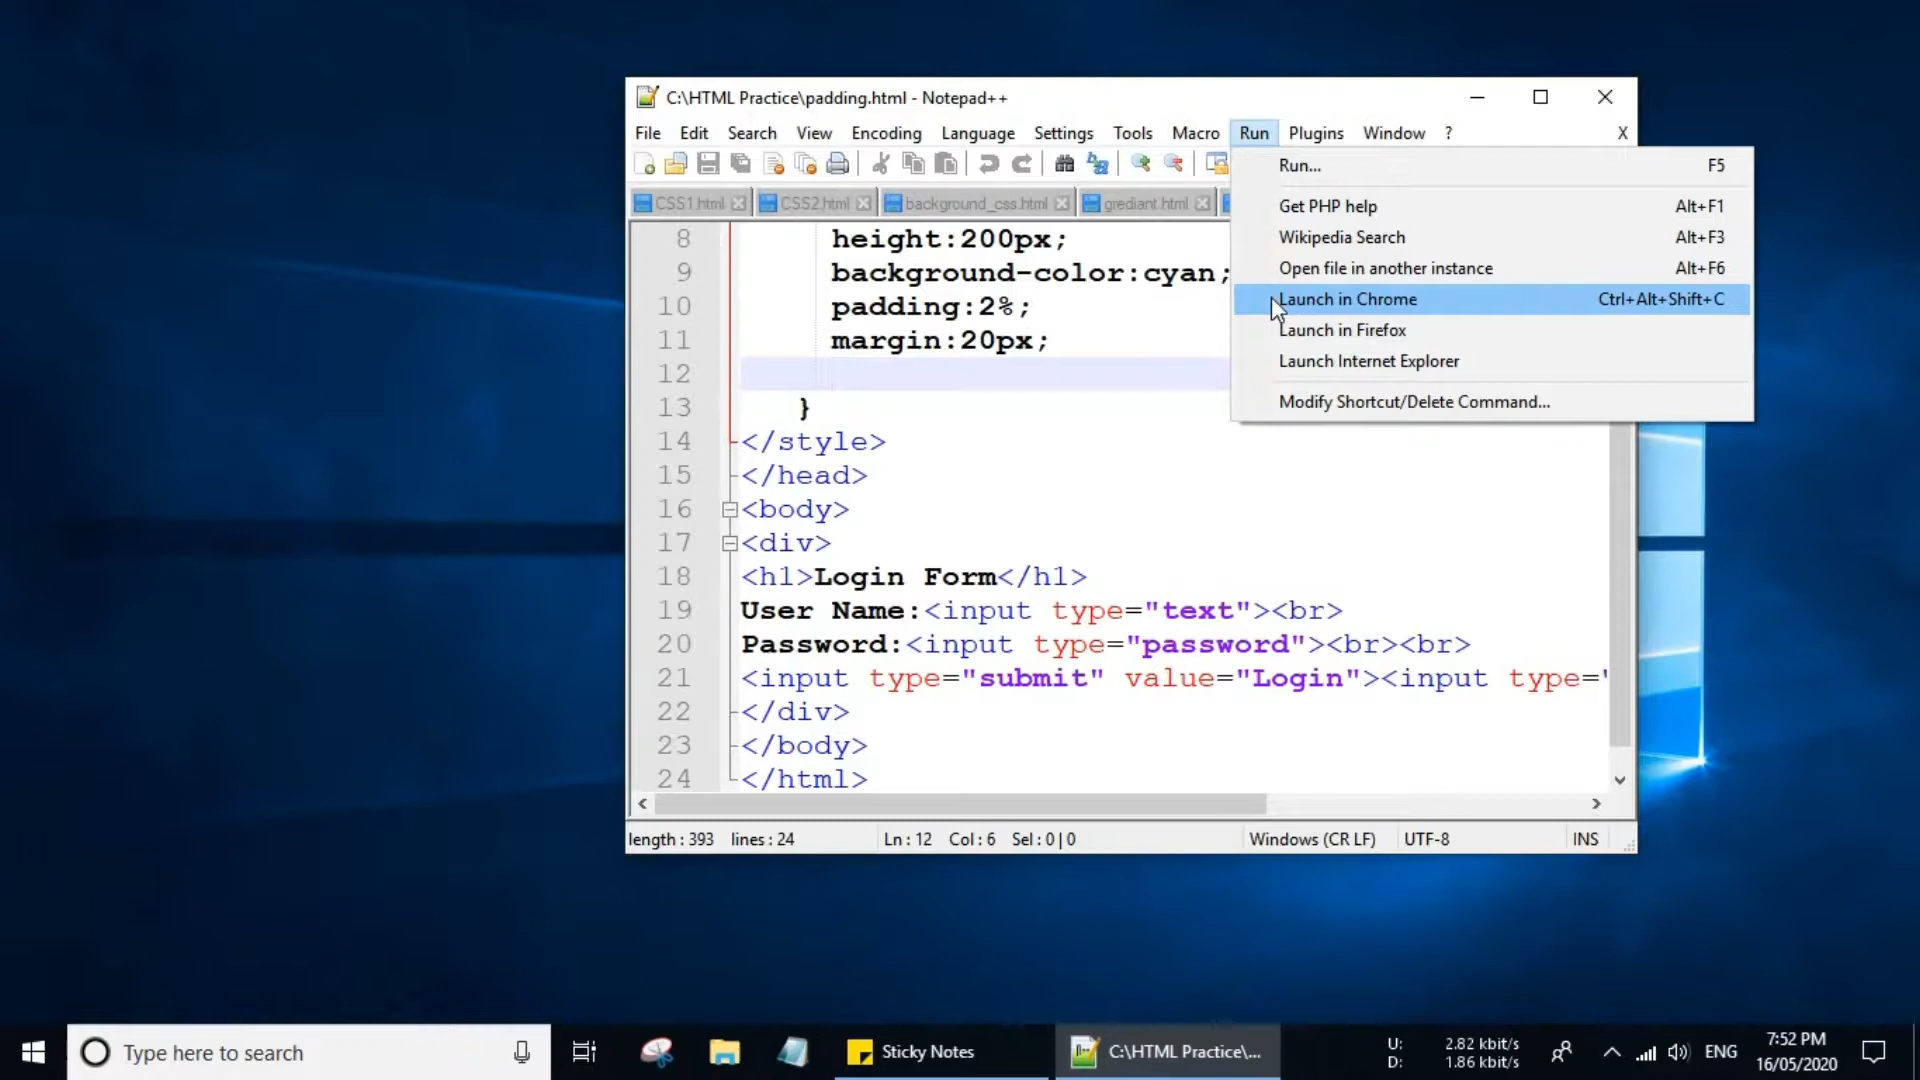 C:\HTML Practice\padding.html - Notepad++
File Edit Search View Encoding Language Settings Tools Macro Run Plugins Window ? X
CSS1.html CSS2.html background_css.html grediant.html
Run... F5
Get PHP help Alt+F1
Wikipedia Search Alt+F3
Open file in another instance Alt+F6
Launch in Chrome Ctrl+Alt+Shift+C
Launch in Firefox
Launch Internet Explorer
Modify Shortcut/Delete Command...
8 height:200px;
9 background-color:cyan;
10 padding:2%;
11 margin:20px;
12
13 }
14 </style>
15 </head>
16 <body>
17 <div>
18 <h1>Login Form</h1>
19 User Name:<input type="text"><br>
20 Password:<input type="password"><br><br>
21 <input type="submit" value="Login"><input type="
22 </div>
23 </body>
24 </html>
length : 393 lines : 24 Ln : 12 Col : 6 Sel : 0 | 0 Windows (CR LF) UTF-8 INS
Type here to search
Sticky Notes
C:\HTML Practice\...
U: 2.82 kbit/s
D: 1.86 kbit/s
ENG
7:52 PM
16/05/2020